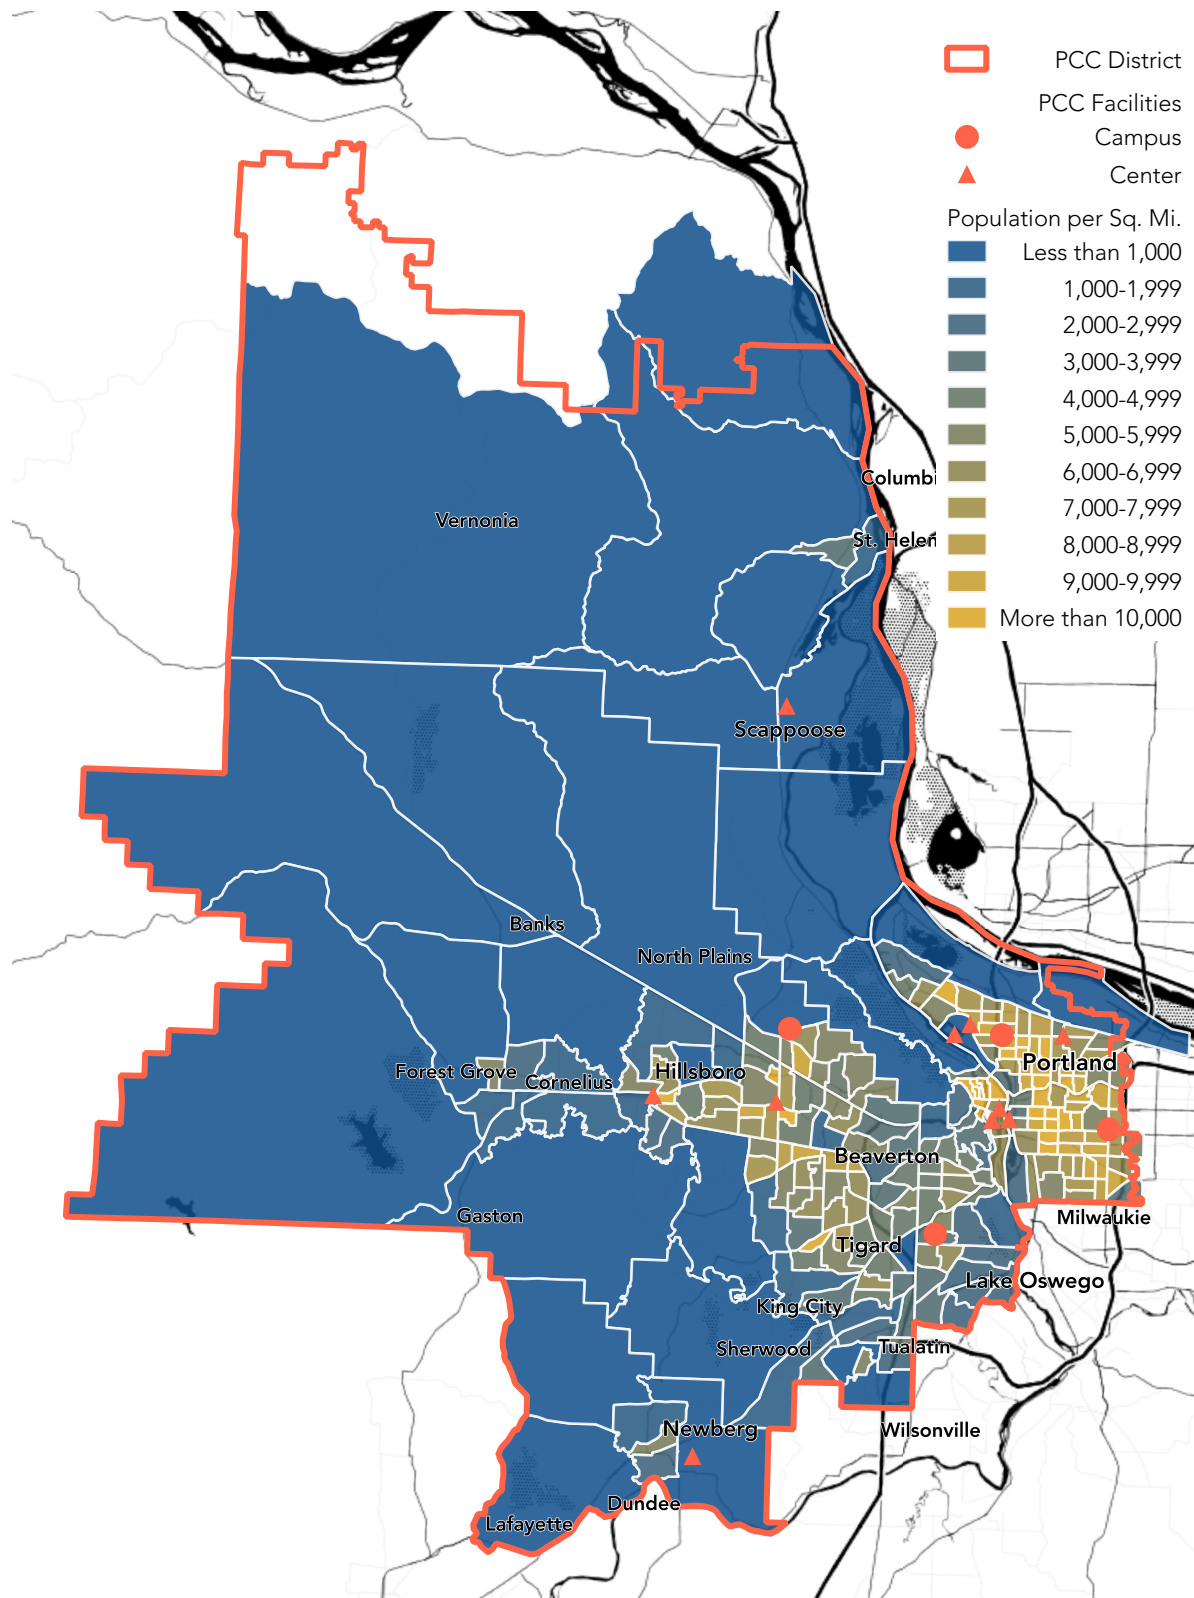 PCC District
PCC Facilities
Campus
Center
Population per Sq. Mi.
Less than 1,000
1,000-1,999
2,000-2,999
3,000-3,999
4,000-4,999
5,000-5,999
6,000-6,999
7,000-7,999
8,000-8,999
9,000-9,999
More than 10,000
Columbi
Vernonia
St. Helen
Scappoose
Banks
North Plains
Portland
Forest Grove
Hillsboro
Cornelius
Beaverton
Gaston
Milwaukie
Tigard
Lake Oswego
King City
Sherwood
Tualatin
Newberg
Wilsonville
Dundee
Lafayette